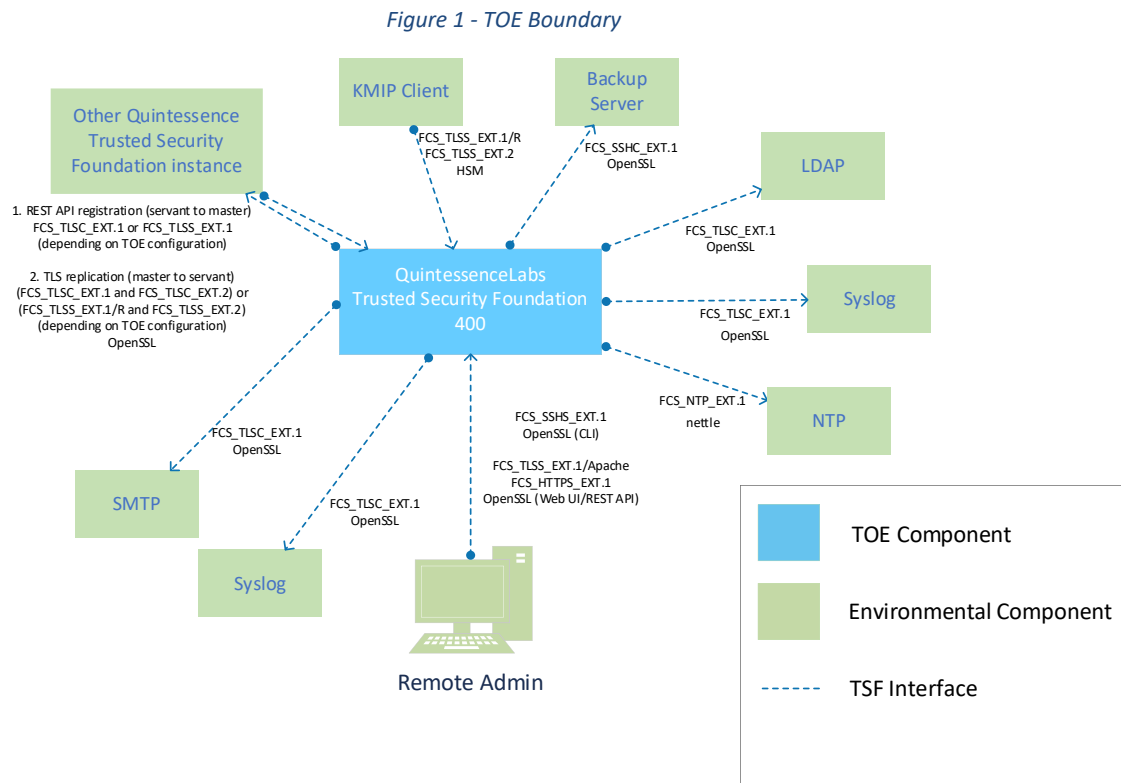 Figure 1 - TOE Boundary
Other Quintessence
Trusted Security
Foundation instance
KMIP Client
Backup
Server
LDAP
FCS_TLSS_EXT.1/R
FCS_TLSS_EXT.2
HSM
FCS_SSHC_EXT.1
OpenSSL
1. REST API registration (servant to master)
FCS_TLSC_EXT.1 or FCS_TLSS_EXT.1
(depending on TOE configuration)
2. TLS replication (master to servant)
(FCS_TLSC_EXT.1 and FCS_TLSC_EXT.2) or
(FCS_TLSS_EXT.1/R and FCS_TLSS_EXT.2)
(depending on TOE configuration)
OpenSSL
FCS_TLSC_EXT.1
OpenSSL
QuintessenceLabs
Trusted Security Foundation
400
Syslog
FCS_TLSC_EXT.1
OpenSSL
FCS_NTP_EXT.1
nettle
NTP
FCS_TLSC_EXT.1
OpenSSL
SMTP
FCS_TLSC_EXT.1
OpenSSL
Syslog
FCS_SSHS_EXT.1
OpenSSL (CLI)
FCS_TLSS_EXT.1/Apache
FCS_HTTPS_EXT.1
OpenSSL (Web UI/REST API)
Remote Admin
TOE Component
Environmental Component
TSF Interface